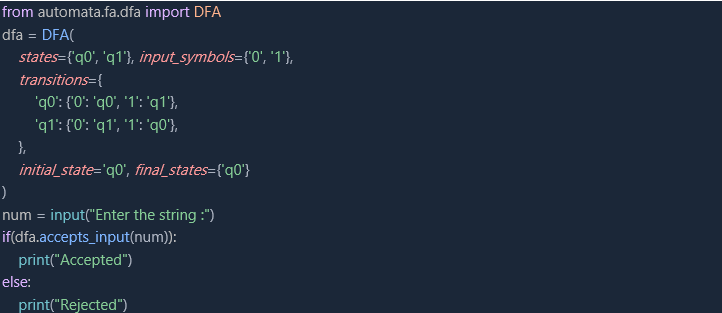 from automata.fa.dfa import DFA
dfa = DFA(
    states={'q0', 'q1'}, input_symbols={'0', '1'},
    transitions={
        'q0': {'0': 'q0', '1': 'q1'},
        'q1': {'0': 'q1', '1': 'q0'},
    },
    initial_state='q0', final_states={'q0'}
)
num = input("Enter the string :")
if(dfa.accepts_input(num)):
    print("Accepted")
else:
    print("Rejected")